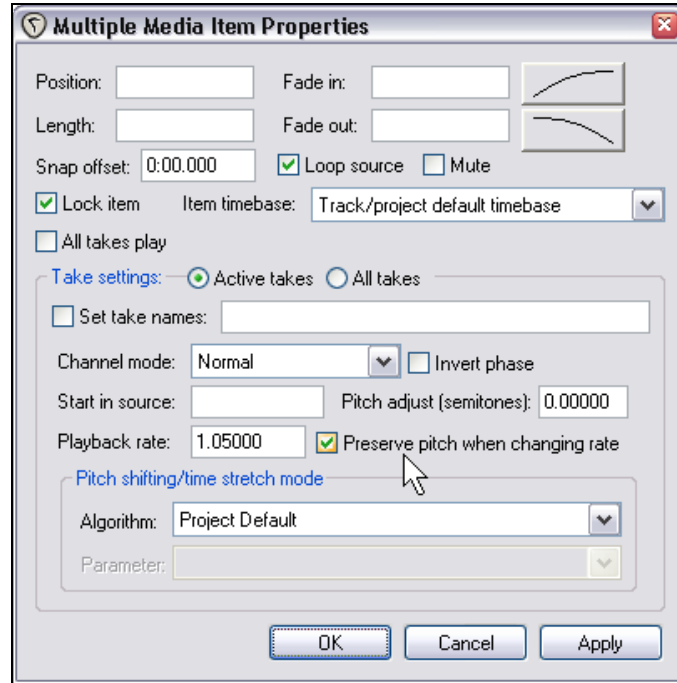 Multiple Media Item Properties
Position: Fade in:
Length: Fade out:
Snap offset: 0:00.000 Loop source Mute
Lock item Item timebase: Track/project default timebase
All takes play
Take settings: Active takes All takes
Set take names:
Channel mode: Normal Invert phase
Start in source: Pitch adjust (semitones): 0.00000
Playback rate: 1.05000 Preserve pitch when changing rate
Pitch shifting/time stretch mode
Algorithm: Project Default
Parameter:
OK Cancel Apply